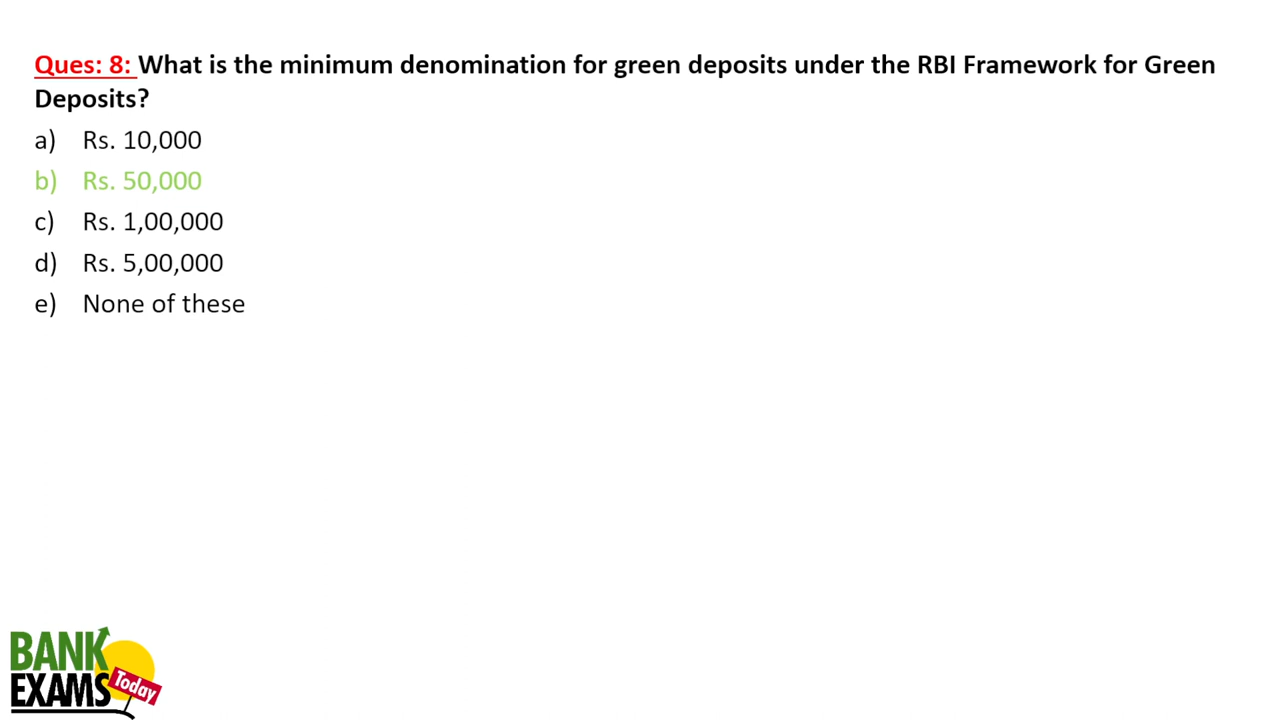 Ques: 8: What is the minimum denomination for green deposits under the RBI Framework for Green
Deposits?
a) Rs. 10,000
b) Rs. 50,000
c) Rs. 1,00,000
d) Rs. 5,00,000
e) None of these
BANK
EXAMS
Today